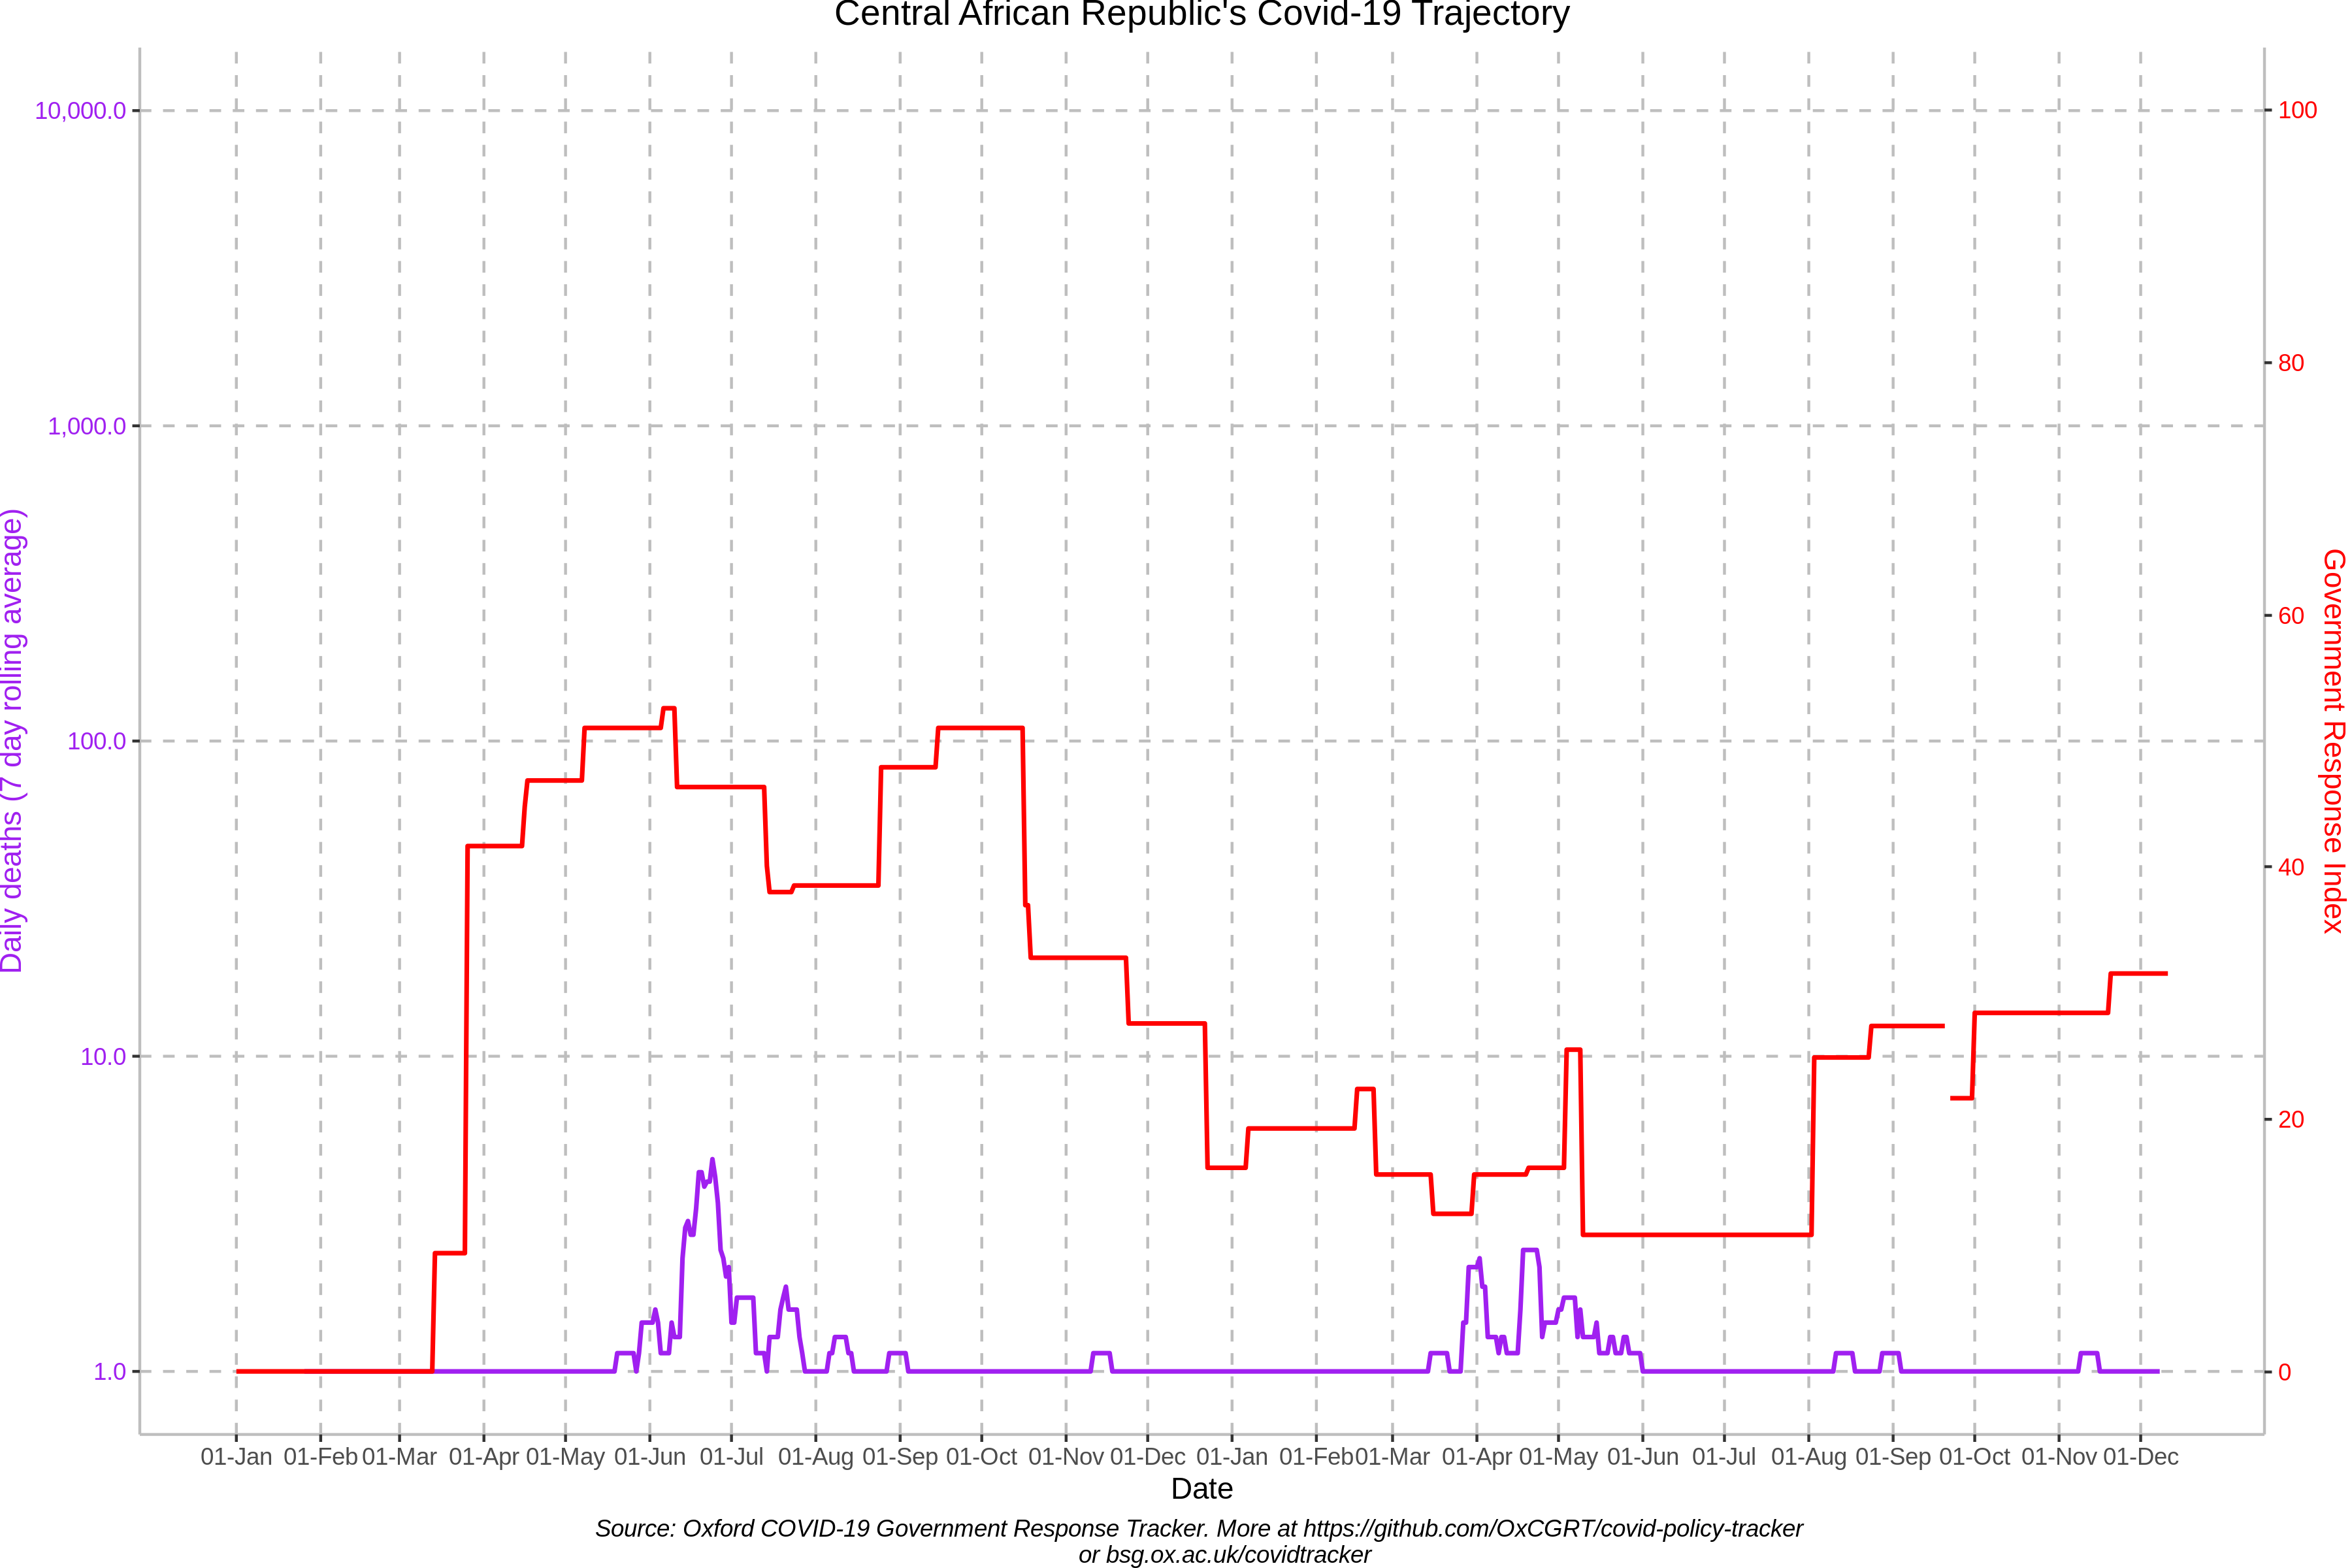 Central African Republic's Covid-19 Trajectory
10,000.0
1,000.0
100.0
10.0
1.0
Daily deaths (7 day rolling average)
100
80
60
40
20
0
Government Response Index
01-Jan 01-Feb 01-Mar 01-Apr 01-May 01-Jun 01-Jul 01-Aug 01-Sep 01-Oct 01-Nov 01-Dec 01-Jan 01-Feb 01-Mar 01-Apr 01-May 01-Jun 01-Jul 01-Aug 01-Sep 01-Oct 01-Nov 01-Dec
Date
Source: Oxford COVID-19 Government Response Tracker. More at https://github.com/OxCGRT/covid-policy-tracker
or bsg.ox.ac.uk/covidtracker